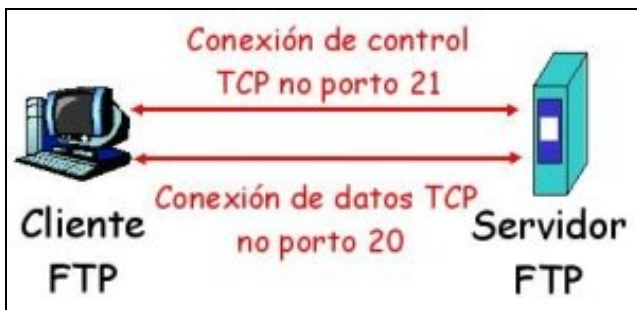 Conexión de control
TCP no porto 21
Conexión de datos TCP
no porto 20
Cliente
FTP
Servidor
FTP